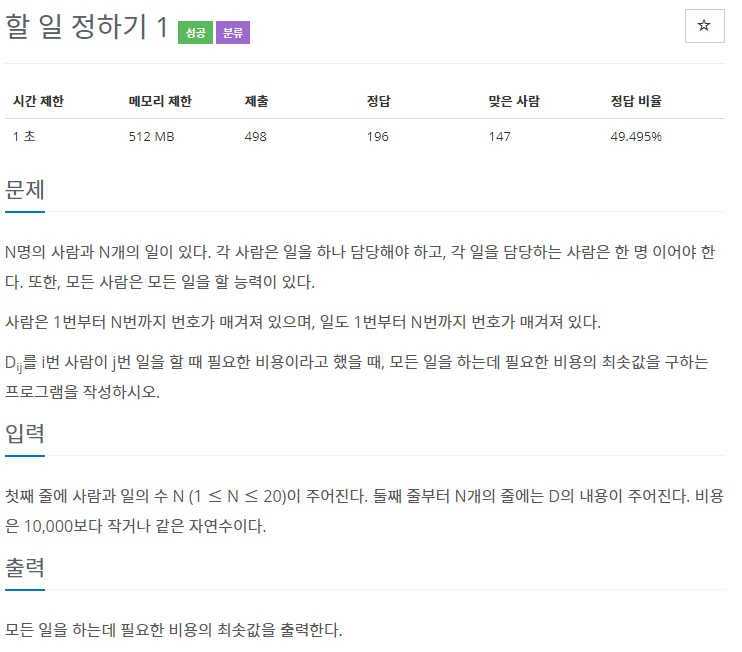 할 일 정하기 1 성공 분류 ☆
시간 제한 메모리 제한 제출 정답 맞은 사람 정답 비율
1 초 512 MB 498 196 147 49.495%
문제
N명의 사람과 N개의 일이 있다. 각 사람은 일을 하나 담당해야 하고, 각 일을 담당하는 사람은 한 명 이어야 한
다. 또한, 모든 사람은 모든 일을 할 능력이 있다.
사람은 1번부터 N번까지 번호가 매겨져 있으며, 일도 1번부터 N번까지 번호가 매겨져 있다.
Dij를 i번 사람이 j번 일을 할 때 필요한 비용이라고 했을 때, 모든 일을 하는데 필요한 비용의 최솟값을 구하는
프로그램을 작성하시오.
입력
첫째 줄에 사람과 일의 수 N (1 ≤ N ≤ 20)이 주어진다. 둘째 줄부터 N개의 줄에는 D의 내용이 주어진다. 비용
은 10,000보다 작거나 같은 자연수이다.
출력
모든 일을 하는데 필요한 비용의 최솟값을 출력한다.